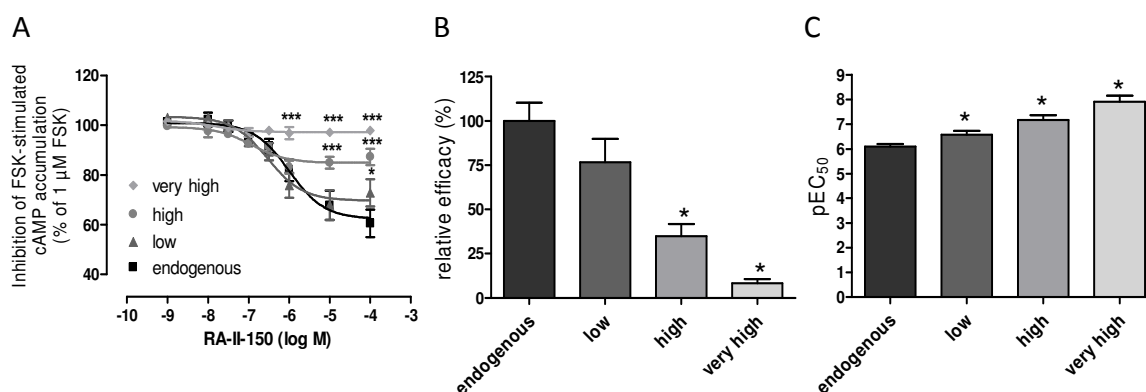 A
B
C
Inhibition of FSK-stimulated
cAMP accumulation
(% of 1 µM FSK)
120
100
80
60
40
***
***
***
***
***
*
very high
high
low
endogenous
-10 -9 -8 -7 -6 -5 -4 -3
RA-II-150 (log M)
relative efficacy (%)
125
100
75
50
25
0
*
*
endogenous
low
high
very high
pEC50
9
8
7
6
5
4
3
2
1
0
*
*
*
endogenous
low
high
very high